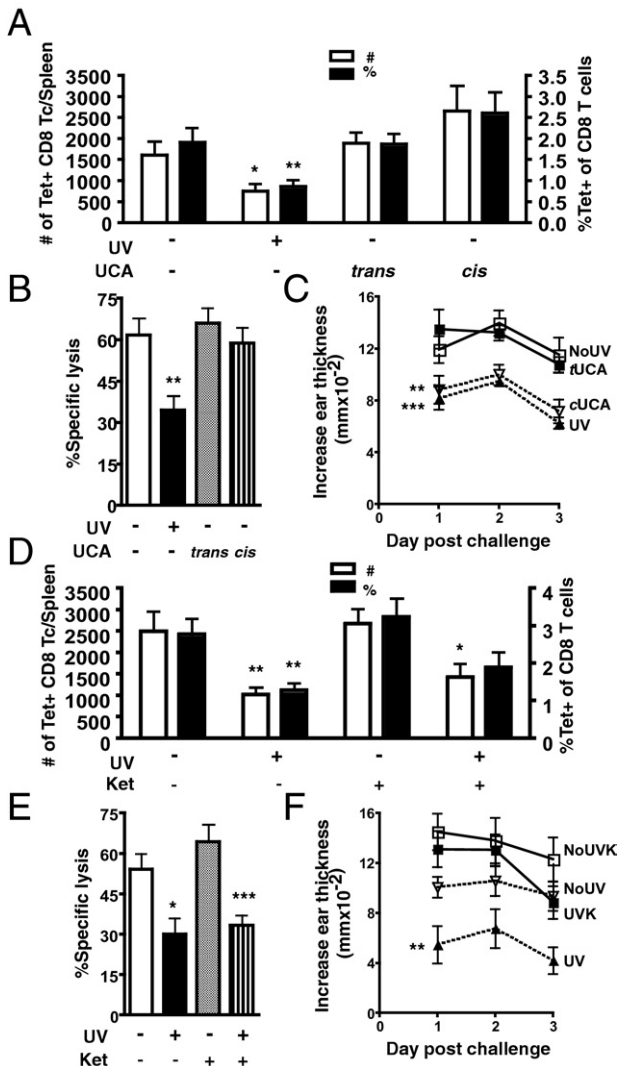 A
#
%
# of Tet+ CD8 Tc/Spleen
3500
3000
2500
2000
1500
1000
500
0
*
**
3.5
3.0
2.5
2.0
1.5
1.0
0.5
0.0
%Tet+ of CD8 T cells
UV - + - -
UCA - - trans cis
B
%Specific lysis
75
60
45
30
15
0
**
UV - + - -
UCA - - trans cis
C
Increase ear thickness
(mmx10-2)
16
12
8
4
0 1 2 3
**
***
NoUV
tUCA
cUCA
UV
Day post challenge
D
#
%
# of Tet+ CD8 Tc/Spleen
3500
3000
2500
2000
1500
1000
500
0
** **
*
4
3
2
1
0
%Tet+ of CD8 T cells
UV - + - +
Ket - - + +
E
%Specific lysis
75
60
45
30
15
0
*
***
UV - + - +
Ket - - + +
F
Increase ear thickness
(mmx10-2)
16
12
8
4
0 1 2 3
**
NoUVK
NoUV
UVK
UV
Day post challenge